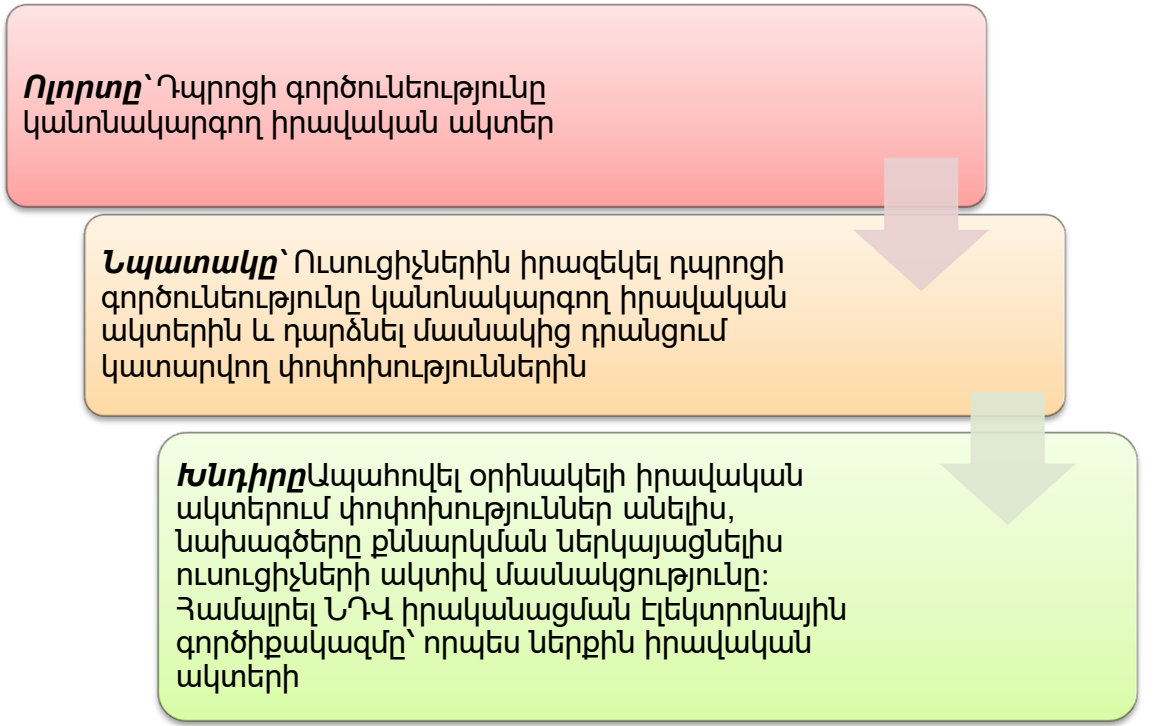 Ոլորտը՝ Դպրոցի գործունեությունը
կանոնակարգող իրավական ակտեր
Նպատակը՝ Ուսուցիչներին իրազեկել դպրոցի
գործունեությունը կանոնակարգող իրավական
ակտերին և դարձնել մասնակից դրանցում
կատարվող փոփոխություններին
ԽնդիրըԱպահովել օրինակելի իրավական
ակտերում փոփոխություններ անելիս,
նախագծերը քննարկման ներկայացնելիս
ուսուցիչների ակտիվ մասնակցությունը։
Համալրել ՆԴՎ իրականացման էլեկտրոնային
գործիքակազմը՝ որպես ներքին իրավական
ակտերի